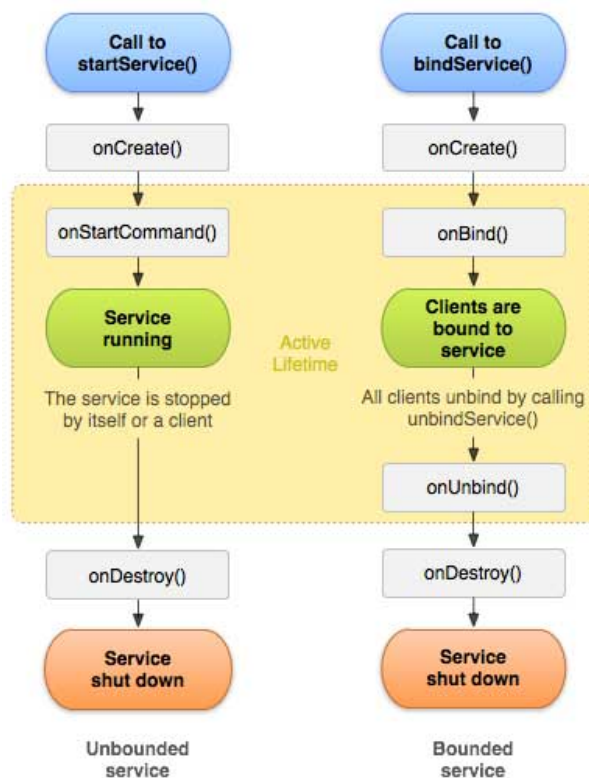 Call to
startService()
onCreate()
onStartCommand()
Service
running
The service is stopped
by itself or a client
onDestroy()
Service
shut down
Unbounded
service
Active
Lifetime
Call to
bindService()
onCreate()
onBind()
Clients are
bound to
service
All clients unbind by calling
unbindService()
onUnbind()
onDestroy()
Service
shut down
Bounded
service